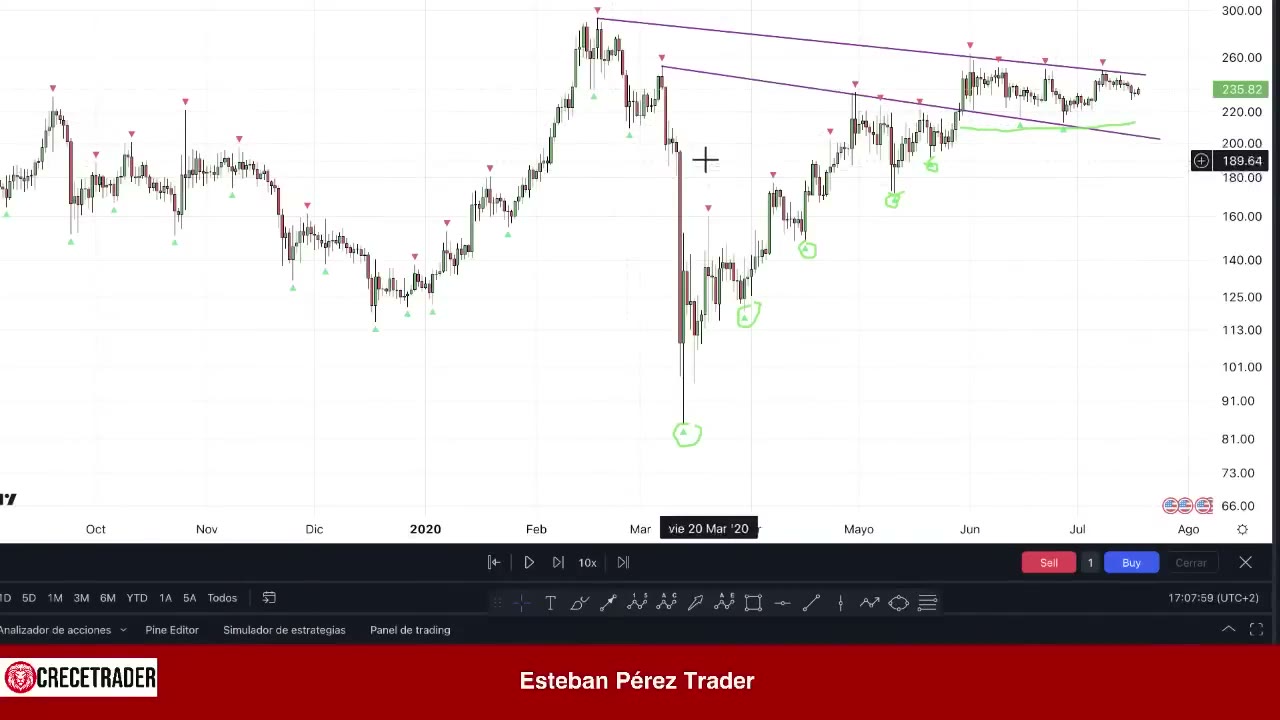 300.00
260.00
235.82
220.00
200.00
189.64
180.00
160.00
140.00
125.00
113.00
101.00
91.00
81.00
73.00
66.00
Oct Nov Dic 2020 Feb Mar vie 20 Mar '20 Mayo Jun Jul Ago
10x Sell 1 Buy Cerrar
1D 5D 1M 3M 6M YTD 1A 5A Todos 17:07:59 (UTC+2)
Analizador de acciones Pine Editor Simulador de estrategias Panel de trading
CRECETRADER
Esteban Pérez Trader